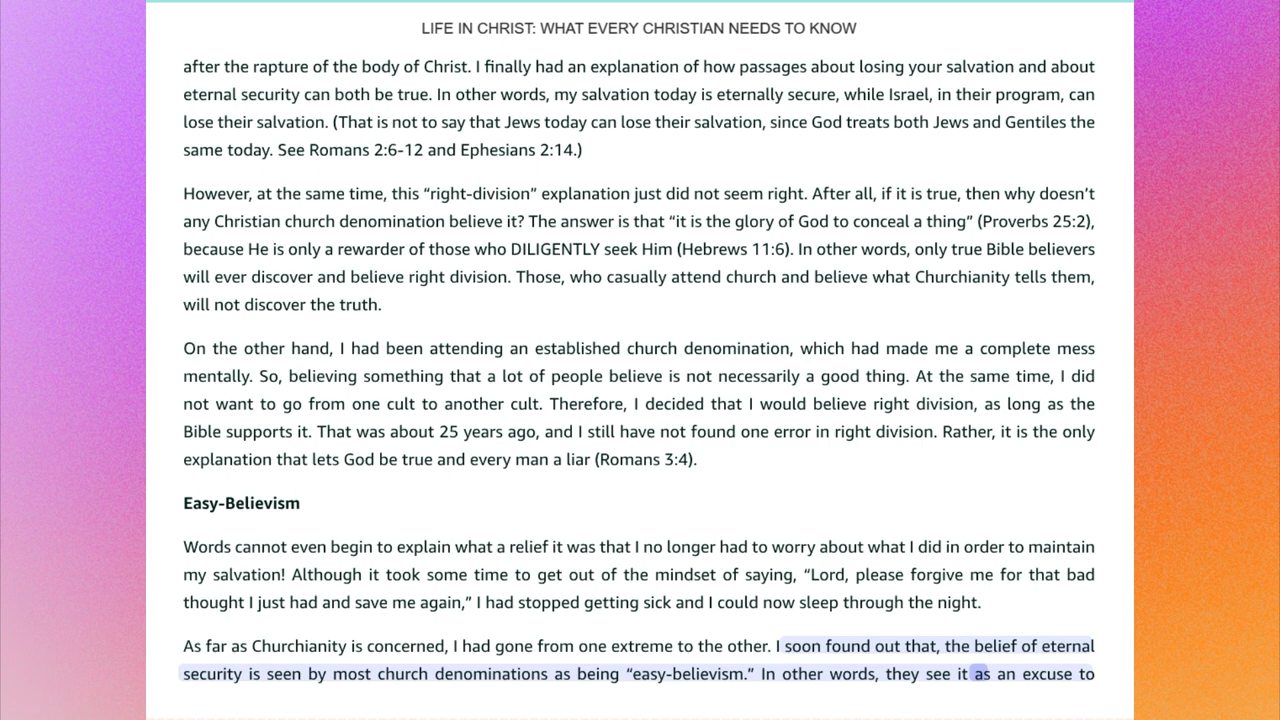 LIFE IN CHRIST: WHAT EVERY CHRISTIAN NEEDS TO KNOW
after the rapture of the body of Christ. I finally had an explanation of how passages about losing your salvation and about
eternal security can both be true. In other words, my salvation today is eternally secure, while Israel, in their program, can
lose their salvation. (That is not to say that Jews today can lose their salvation, since God treats both Jews and Gentiles the
same today. See Romans 2:6-12 and Ephesians 2:14.)
However, at the same time, this “right-division” explanation just did not seem right. After all, if it is true, then why doesn’t
any Christian church denomination believe it? The answer is that “it is the glory of God to conceal a thing” (Proverbs 25:2),
because He is only a rewarder of those who DILIGENTLY seek Him (Hebrews 11:6). In other words, only true Bible believers
will ever discover and believe right division. Those, who casually attend church and believe what Churchianity tells them,
will not discover the truth.
On the other hand, I had been attending an established church denomination, which had made me a complete mess
mentally. So, believing something that a lot of people believe is not necessarily a good thing. At the same time, I did
not want to go from one cult to another cult. Therefore, I decided that I would believe right division, as long as the
Bible supports it. That was about 25 years ago, and I still have not found one error in right division. Rather, it is the only
explanation that lets God be true and every man a liar (Romans 3:4).
Easy-Believism
Words cannot even begin to explain what a relief it was that I no longer had to worry about what I did in order to maintain
my salvation! Although it took some time to get out of the mindset of saying, “Lord, please forgive me for that bad
thought I just had and save me again,” I had stopped getting sick and I could now sleep through the night.
As far as Churchianity is concerned, I had gone from one extreme to the other. I soon found out that, the belief of eternal
security is seen by most church denominations as being “easy-believism.” In other words, they see it as an excuse to